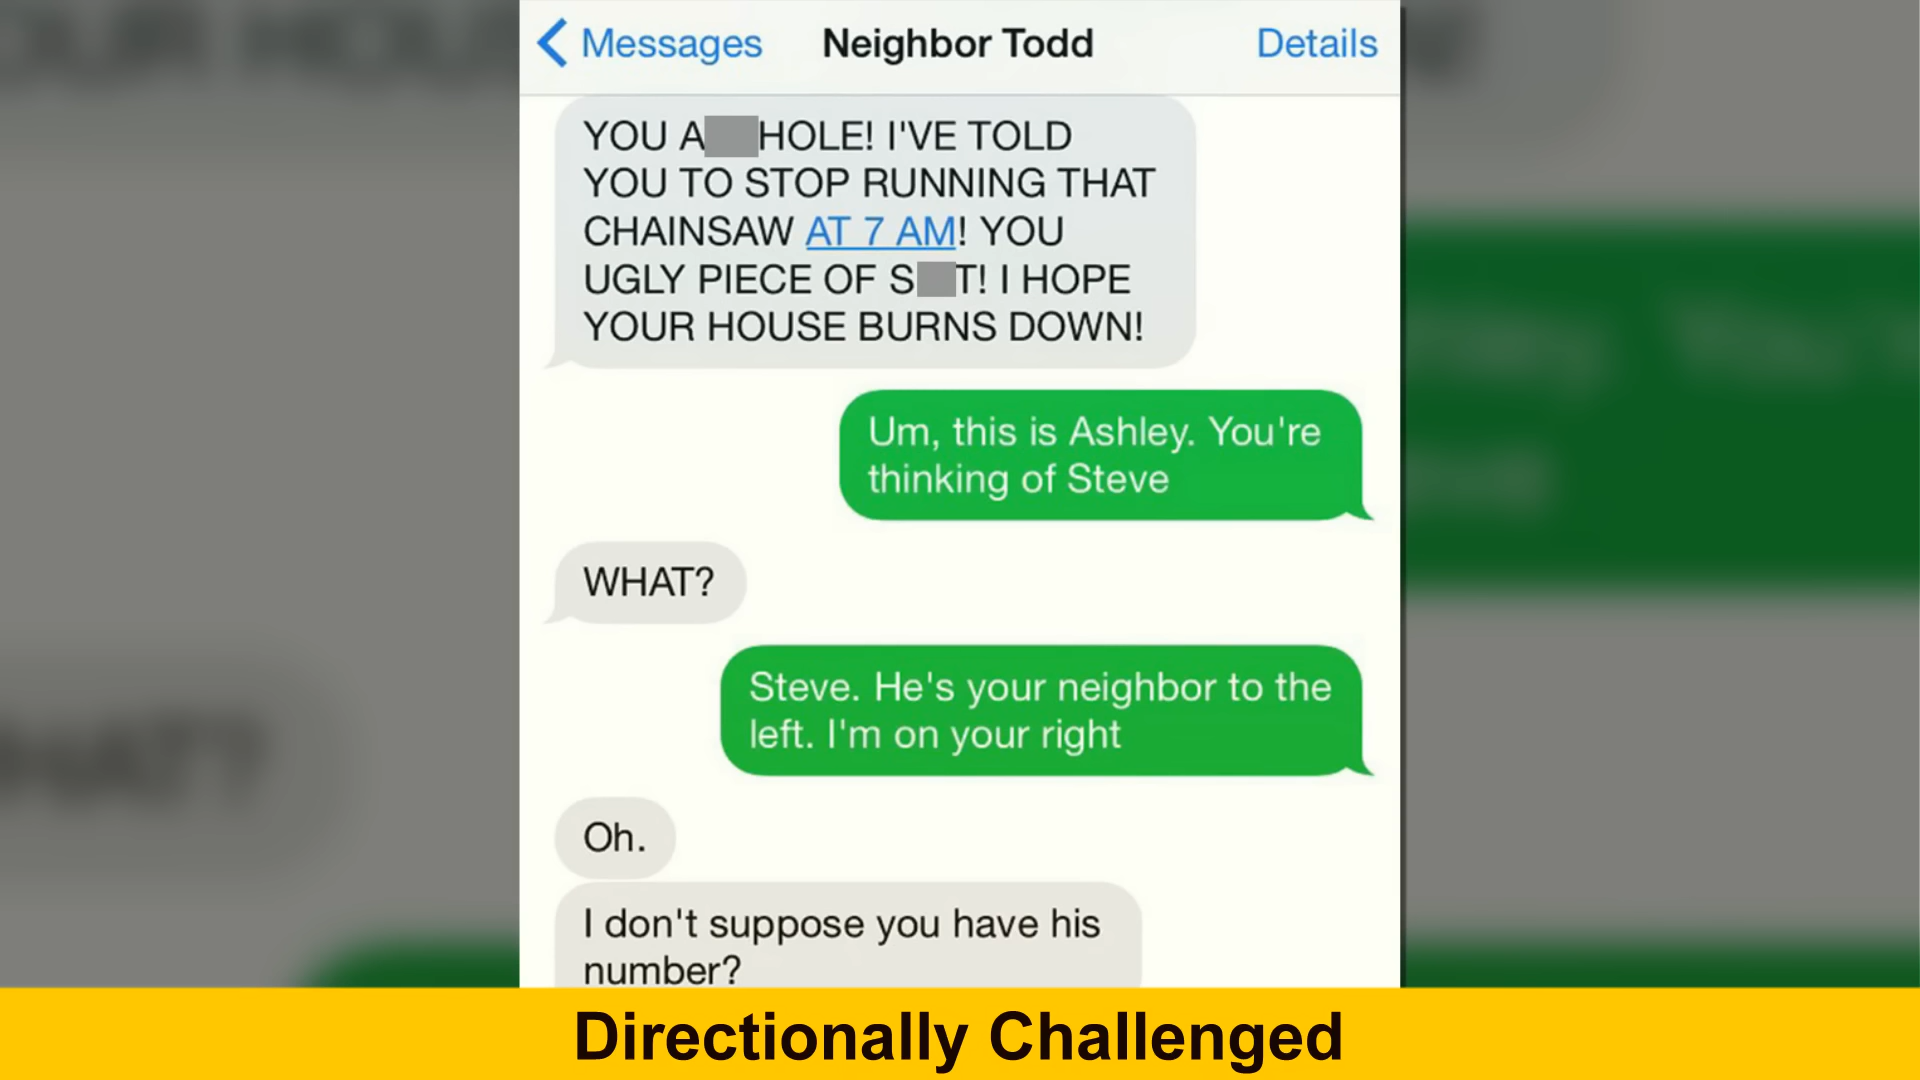 Messages Neighbor Todd Details
YOU A HOLE! I'VE TOLD
YOU TO STOP RUNNING THAT
CHAINSAW AT 7 AM! YOU
UGLY PIECE OF S T! I HOPE
YOUR HOUSE BURNS DOWN!
Um, this is Ashley. You're
thinking of Steve
WHAT?
Steve. He's your neighbor to the
left. I'm on your right
Oh.
I don't suppose you have his
number?
Directionally Challenged